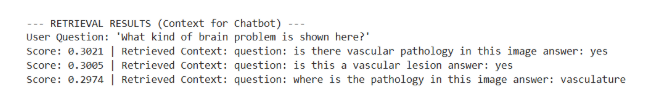 --- RETRIEVAL RESULTS (Context for Chatbot) ---
User Question: 'What kind of brain problem is shown here?'
Score: 0.3021 | Retrieved Context: question: is there vascular pathology in this image answer: yes
Score: 0.3005 | Retrieved Context: question: is this a vascular lesion answer: yes
Score: 0.2974 | Retrieved Context: question: where is the pathology in this image answer: vasculature